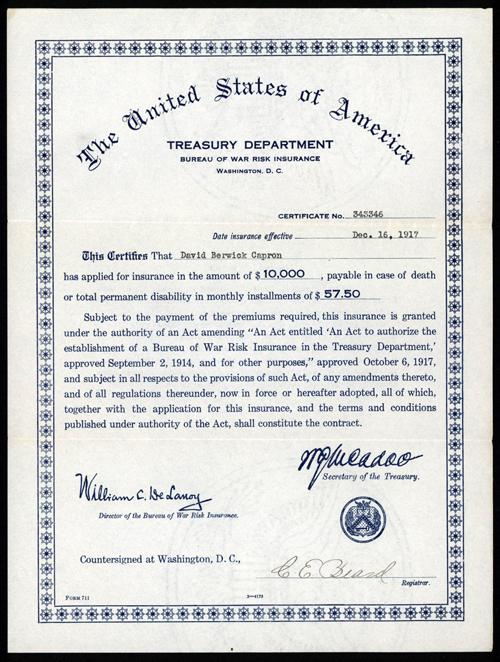 The United States of America
TREASURY DEPARTMENT
BUREAU OF WAR RISK INSURANCE
WASHINGTON, D. C.
CERTIFICATE No. 343346
Date insurance effective Dec. 16, 1917
This Certifies That David Berwick Capron
has applied for insurance in the amount of $ 10,000 , payable in case of death
or total permanent disability in monthly installments of $ 57.50
Subject to the payment of the premiums required, this insurance is granted
under the authority of an Act amending "An Act entitled 'An Act to authorize the
establishment of a Bureau of War Risk Insurance in the Treasury Department,'
approved September 2, 1914, and for other purposes," approved October 6, 1917,
and subject in all respects to the provisions of such Act, of any amendments thereto,
and of all regulations thereunder, now in force or hereafter adopted, all of which,
together with the application for this insurance, and the terms and conditions
published under authority of the Act, shall constitute the contract.
W G McAdoo
Secretary of the Treasury.
William C. De Lanoy
Director of the Bureau of War Risk Insurance.
Countersigned at Washington, D. C.,
C E Beard
Registrar.
FORM 711
2—4173